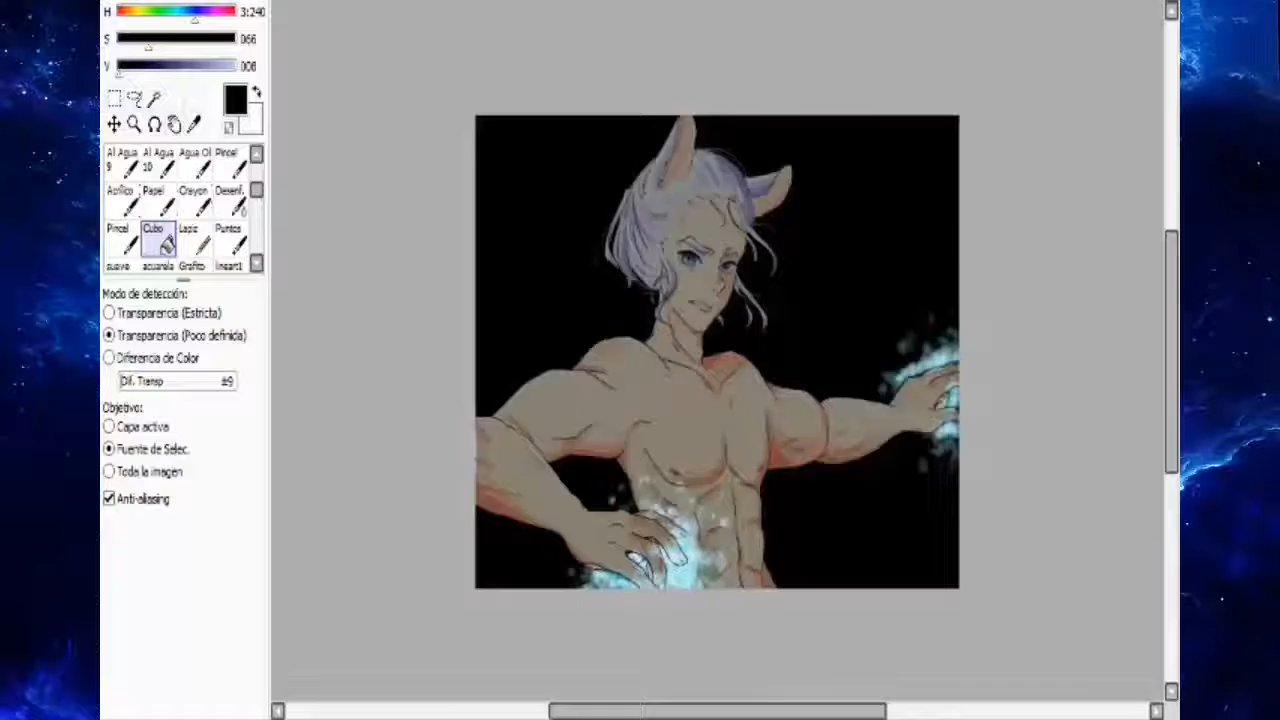 H 3:240
S 066
V 008
Al Agua 9 Al Agua 10 Agua Ol Pincel
Acrílico Papel Crayon Desenf.
Pincel Cubo Lapiz Puntos
suave acuarela Grafito lineart1
Modo de detección:
Transparencia (Estricta)
Transparencia (Poco definida)
Diferencia de Color
Dif. Transp ±9
Objetivo:
Capa activa
Fuente de Selec.
Toda la imagen
Anti-aliasing